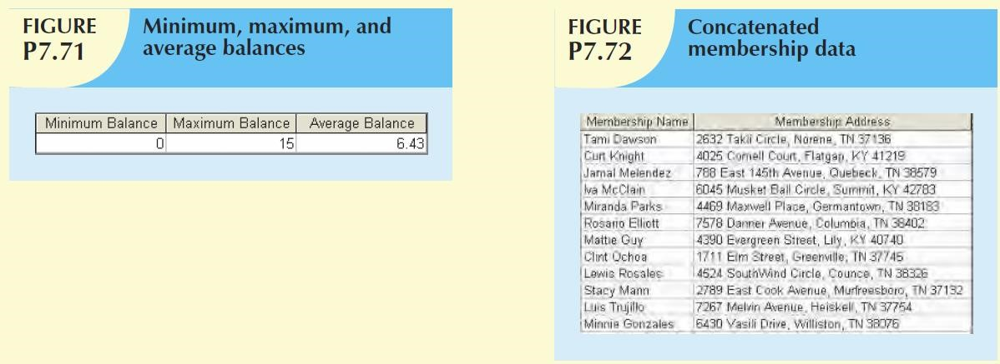 FIGURE P7.71
Minimum, maximum, and
average balances
Minimum Balance Maximum Balance Average Balance
0 15 6.43
FIGURE P7.72
Concatenated
membership data
Membership Name Membership Address
Tami Dawson 2632 Takli Circle, Norene, TN 37136
Curt Knight 4025 Cornell Court, Flatgap, KY 41219
Jamal Melendez 788 East 145th Avenue, Quebeck, TN 38579
Iva McClain 6045 Musket Ball Circle, Summit, KY 42783
Miranda Parks 4469 Maxwell Place, Germantown, TN 38183
Rosario Elliott 7578 Danner Avenue, Columbia, TN 38402
Mattie Guy 4390 Evergreen Street, Lily, KY 40740
Clint Ochoa 1711 Elm Street, Greenville, TN 37745
Lewis Rosales 4524 SouthWind Circle, Counce, TN 38326
Stacy Mann 2789 East Cook Avenue, Murfreesboro, TN 37132
Luis Trujillo 7267 Melvin Avenue, Heiskell, TN 37754
Minnie Gonzales 6430 Vasili Drive, Williston, TN 38076